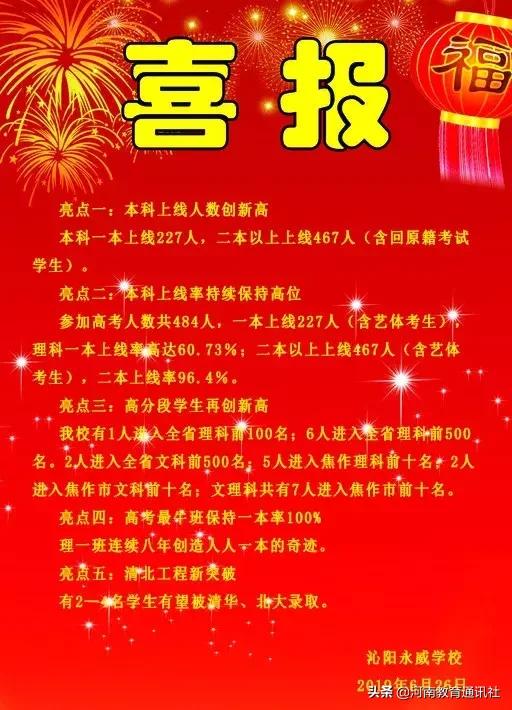 喜报
福
亮点一：本科上线人数创新高
本科一本上线227人，二本以上上线467人（含回原籍考试
学生）。
亮点二：本科上线率持续保持高位
参加高考人数共484人，一本上线227人（含艺体考生），
理科一本上线率高达60.73%；二本以上上线467人（含艺体
考生），二本上线率96.4%。
亮点三：高分段学生再创新高
我校有1人进入全省理科前100名；6人进入全省理科前500
名。2人进入全省文科前500名；5人进入焦作理科前十名；2人
进入焦作市文科前十名；文理科共有7人进入焦作市前十名。
亮点四：高考最牛班保持一本率100%
理一班连续八年创造人人一本的奇迹。
亮点五：清北工程新突破
有2—名学生有望被清华、北大录取。
沁阳永威学校
2019年6月26日
头条 @河南教育通讯社